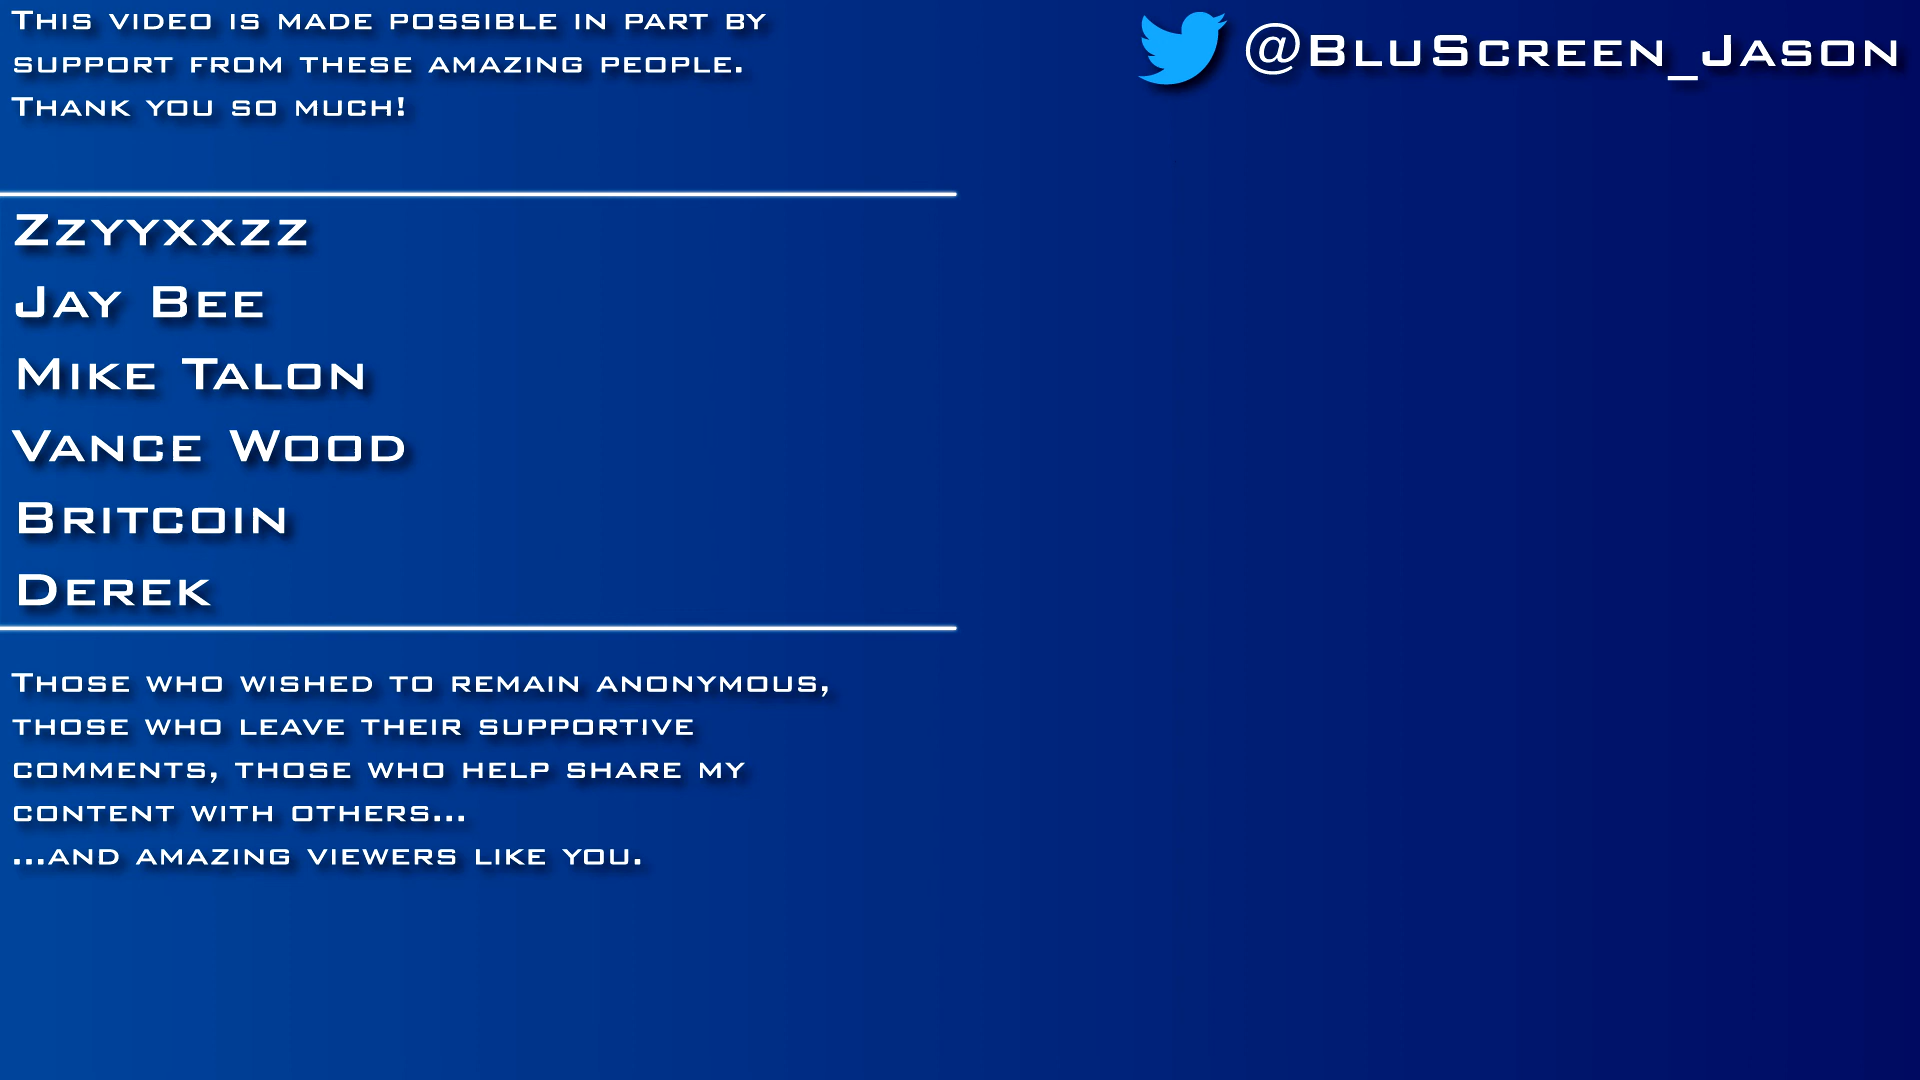 This video is made possible in part by
support from these amazing people.
Thank you so much!
@BluScreen_Jason
Zzyyxxzz
Jay Bee
Mike Talon
Vance Wood
Britcoin
Derek
Those who wished to remain anonymous,
those who leave their supportive
comments, those who help share my
content with others...
...and amazing viewers like you.